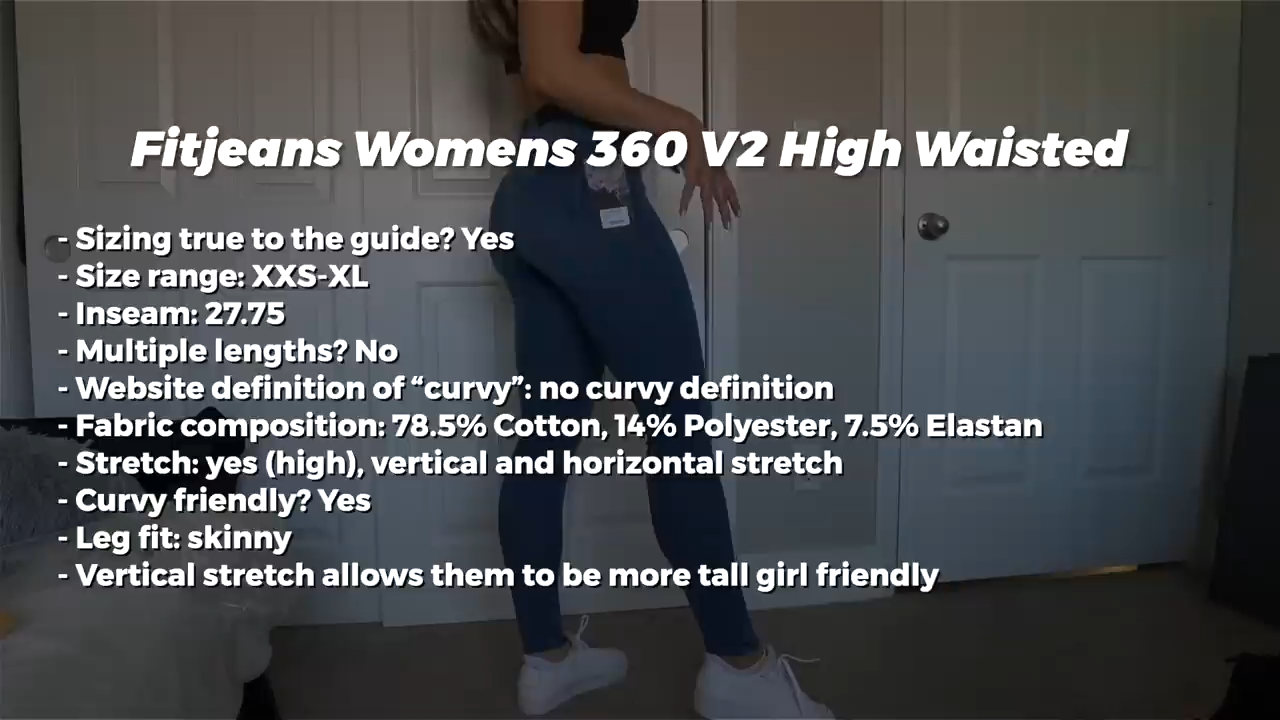 Fitjeans Womens 360 V2 High Waisted
- Sizing true to the guide? Yes
- Size range: XXS-XL
- Inseam: 27.75
- Multiple lengths? No
- Website definition of “curvy”: no curvy definition
- Fabric composition: 78.5% Cotton, 14% Polyester, 7.5% Elastan
- Stretch: yes (high), vertical and horizontal stretch
- Curvy friendly? Yes
- Leg fit: skinny
- Vertical stretch allows them to be more tall girl friendly